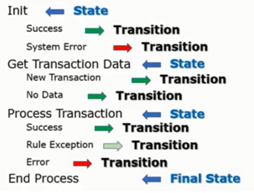 Init State
Success Transition
System Error Transition
Get Transaction Data State
New Transaction Transition
No Data Transition
Process Transaction State
Success Transition
Rule Exception Transition
Error Transition
End Process Final State